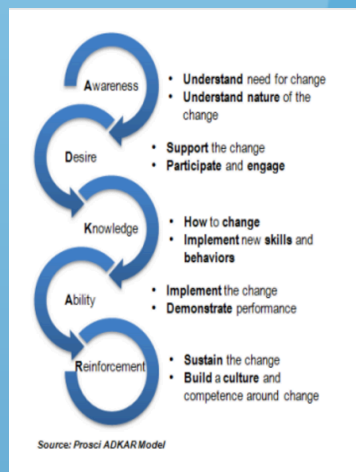 Awareness
• Understand need for change
• Understand nature of the
change
Desire
• Support the change
• Participate and engage
Knowledge
• How to change
• Implement new skills and
behaviors
Ability
• Implement the change
• Demonstrate performance
Reinforcement
• Sustain the change
• Build a culture and
competence around change
Source: Prosci ADKAR Model